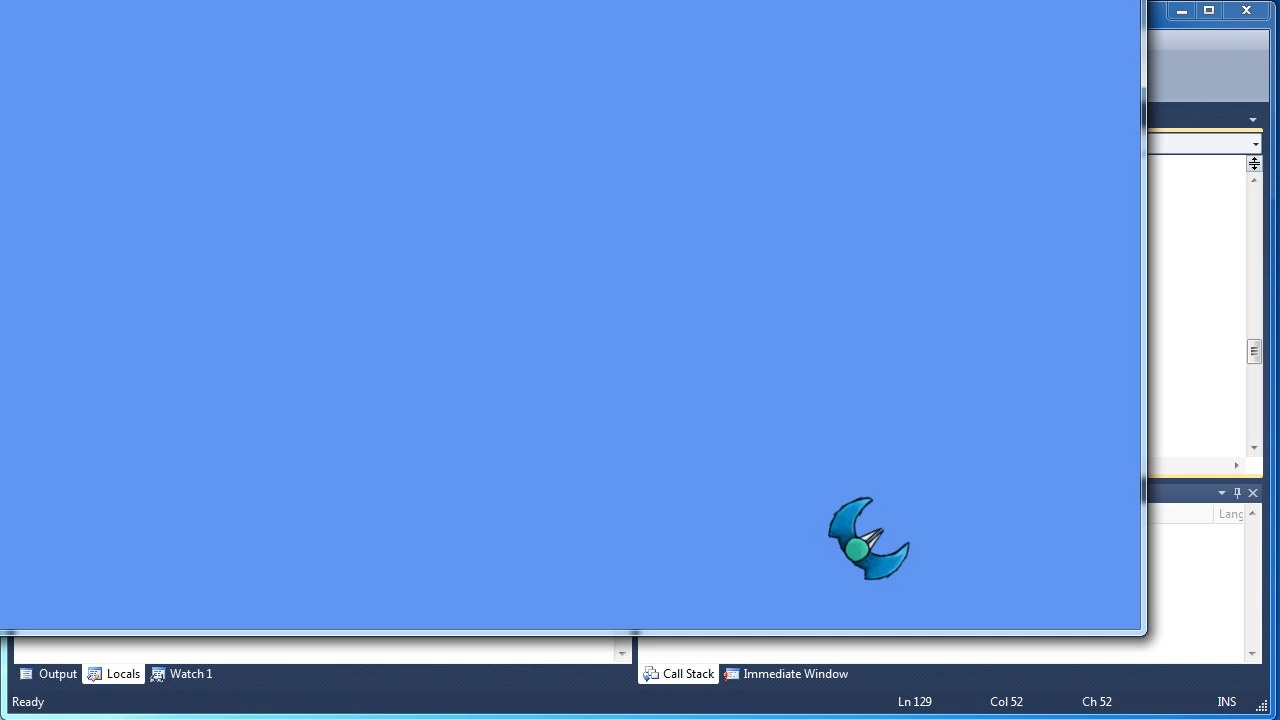 Lang
Output Locals Watch 1 Call Stack Immediate Window
Ready Ln 129 Col 52 Ch 52 INS